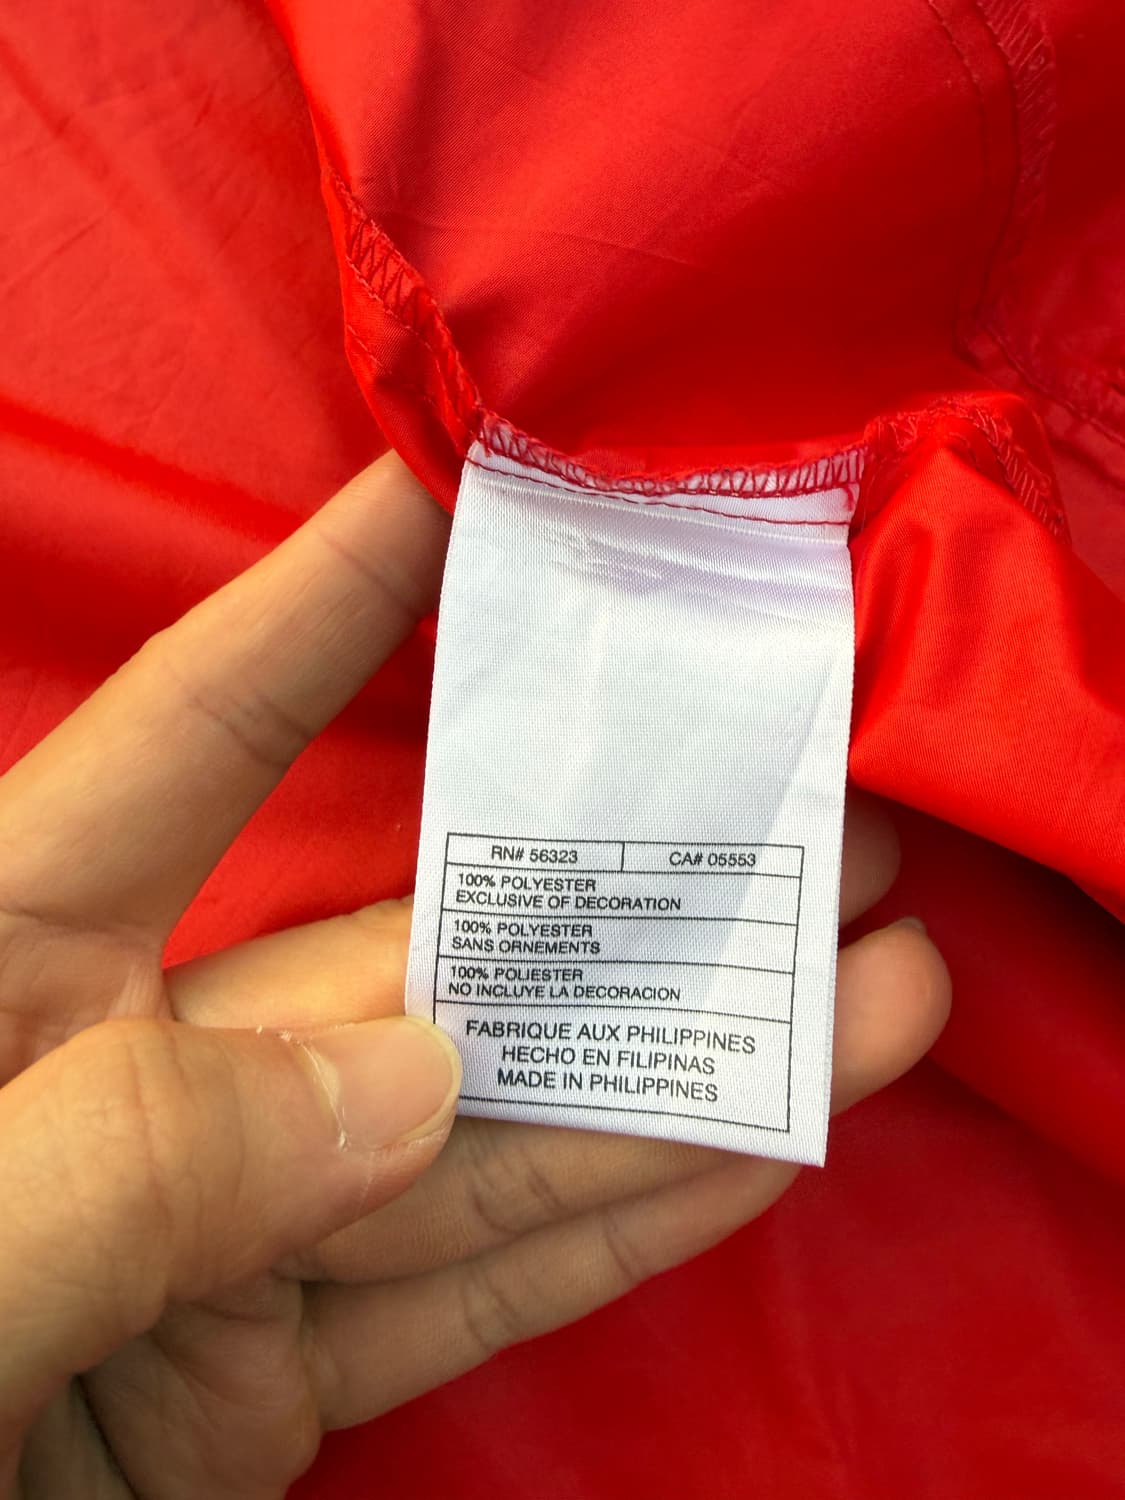 RN# 56323 CA# 05553
100% POLYESTER
EXCLUSIVE OF DECORATION
100% POLYESTER
SANS ORNEMENTS
100% POLIESTER
NO INCLUYE LA DECORACION
FABRIQUE AUX PHILIPPINES
HECHO EN FILIPINAS
MADE IN PHILIPPINES